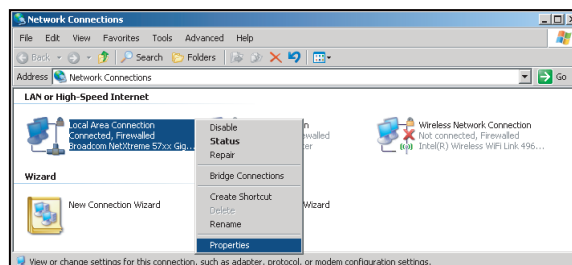 Network Connections
File Edit View Favorites Tools Advanced Help
Back Search Folders
Address Network Connections Go
LAN or High-Speed Internet
Local Area Connection
Connected, Firewalled
Broadcom NetXtreme 57xx Gig...
Disable
Status
Repair
Bridge Connections
Create Shortcut
Delete
Rename
Properties
n
ewalled
ter
Wireless Network Connection
Not connected, Firewalled
Intel(R) Wireless WiFi Link 496...
Wizard
New Connection Wizard
Wizard
View or change settings for this connection, such as adapter, protocol, or modem configuration settings.